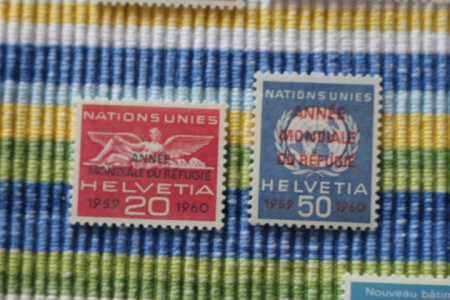 NATIONS UNIES
ANNÉE
MONDIALE DU RÉFUGIÉ
HELVETIA
1959 20 1960
NATIONS UNIES
ANNÉE
MONDIALE
DU RÉFUGIÉ
HELVETIA
1959 50 1960
Nouveau bâtim